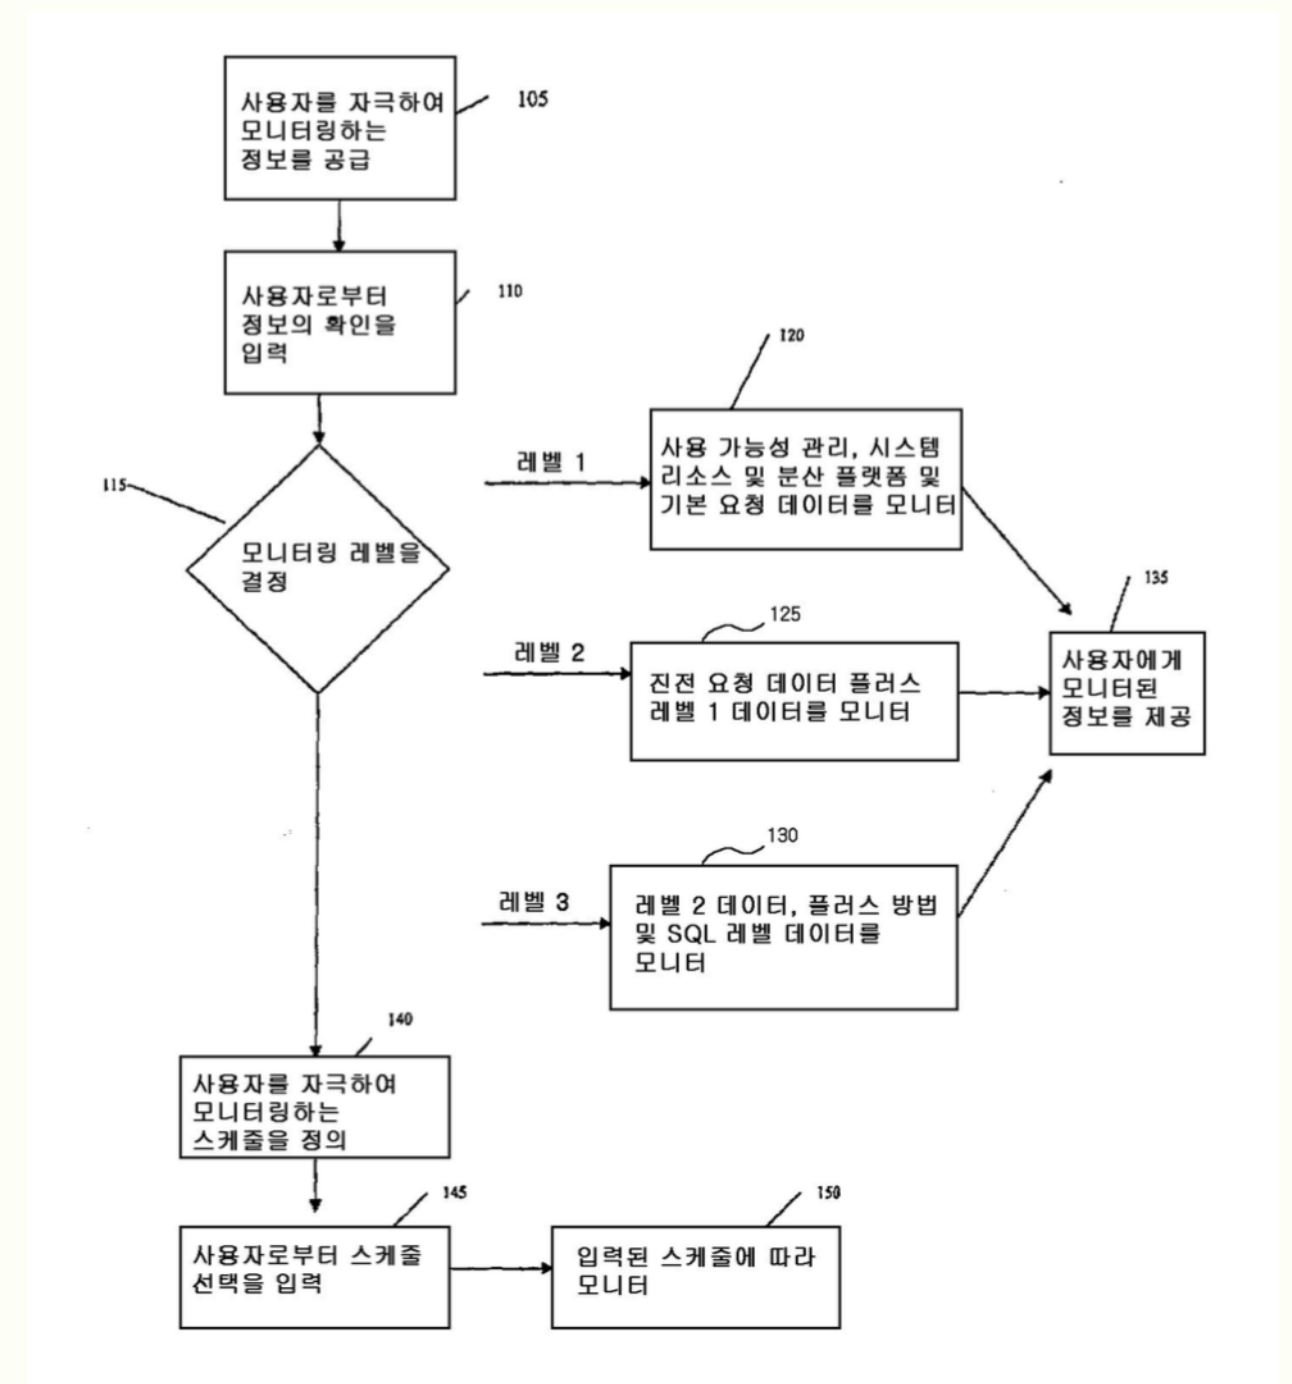 사용자를 자극하여
모니터링하는
정보를 공급
105
사용자로부터
정보의 확인을
입력
110
115
모니터링 레벨을
결정
레벨 1
120
사용 가능성 관리, 시스템
리소스 및 분산 플랫폼 및
기본 요청 데이터를 모니터
레벨 2
125
진전 요청 데이터 플러스
레벨 1 데이터를 모니터
135
사용자에게
모니터된
정보를 제공
레벨 3
130
레벨 2 데이터, 플러스 방법
및 SQL 레벨 데이터를
모니터
140
사용자를 자극하여
모니터링하는
스케줄을 정의
145
사용자로부터 스케줄
선택을 입력
150
입력된 스케줄에 따라
모니터